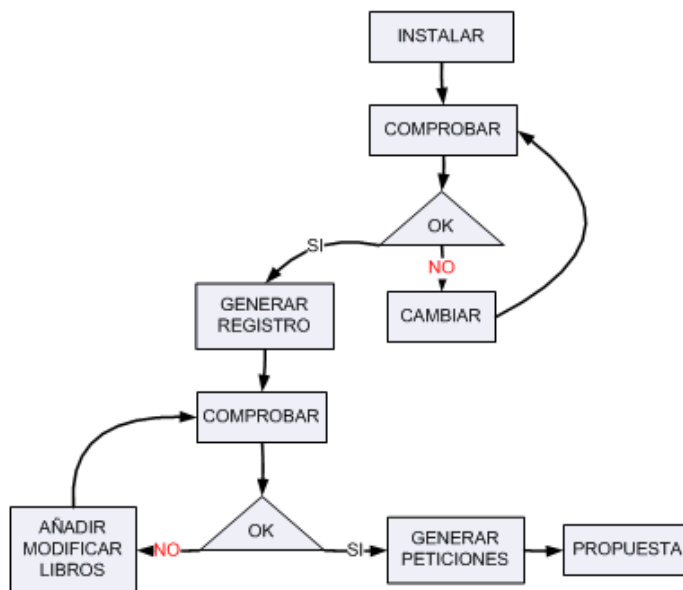 INSTALAR
COMPROBAR
OK
SI
NO
GENERAR
REGISTRO
CAMBIAR
COMPROBAR
OK
NO
SI
AÑADIR
MODIFICAR
LIBROS
GENERAR
PETICIONES
PROPUESTA